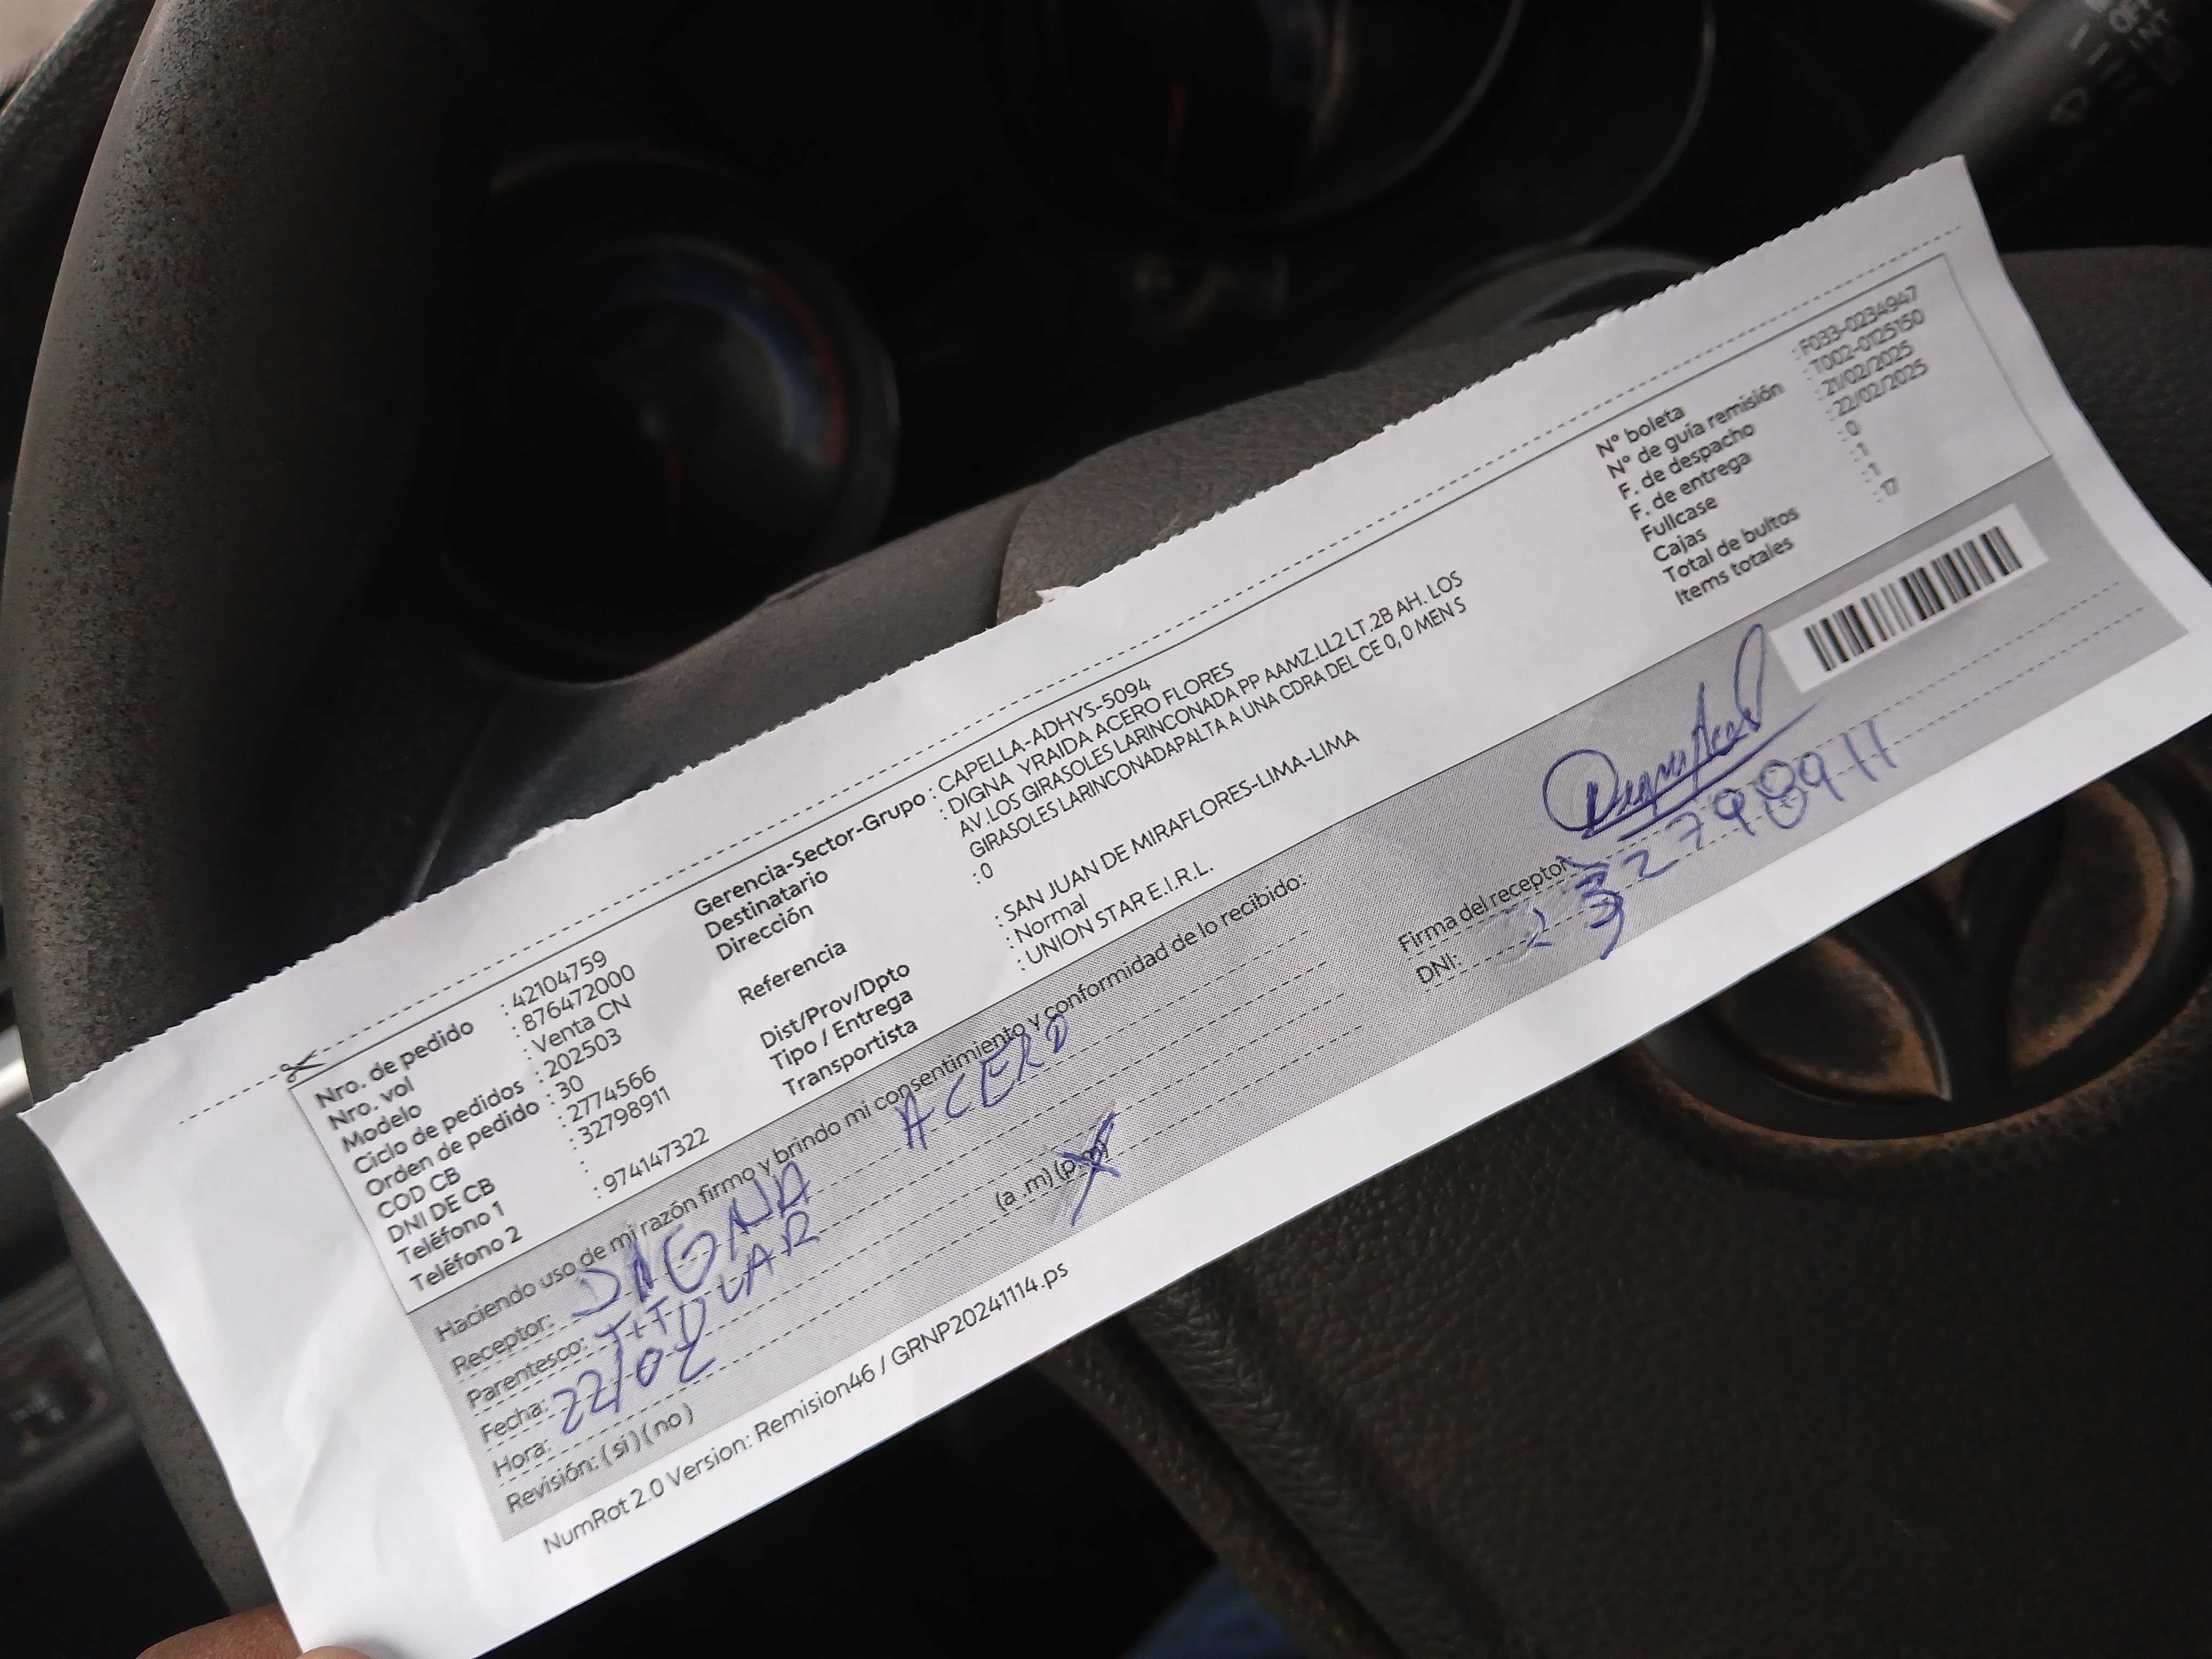 Nro. de pedido : 42104759
Nro. vol : 876472000
Modelo : Venta CN
Ciclo de pedidos : 202503
Orden de pedido : 30
COD CB : 2774566
DNI DE CB : 32798911
Teléfono 1 :
Teléfono 2 : 974147322
Gerencia-Sector-Grupo : CAPELLA-ADHYS-5094
Destinatario : DIGNA YRAIDA ACERO FLORES
Dirección AV.LOS GIRASOLES LARINCONADA PP AAMZ.LL2 LT.2B AH. LOS
GIRASOLES LARINCONADAPALTA A UNA CDRA DEL CE 0, 0 MEN S
Referencia : 0
Dist/Prov/Dpto : SAN JUAN DE MIRAFLORES-LIMA-LIMA
Tipo / Entrega : Normal
Transportista : UNION STAR E.I.R.L.
N° boleta : F033-0234947
N° de guía remisión : T002-0125150
F. de despacho : 21/02/2025
F. de entrega : 22/02/2025
Fullcase : 0
Cajas : 1
Total de bultos : 1
Items totales : 17
Haciendo uso de mi razón firmo y brindo mi consentimiento y conformidad de lo recibido:
Receptor: DIGNA ACERO
Parentesco: TITULAR
Fecha: 22/02
Hora: (a .m) (p.m)
Revisión: ( si ) ( no )
Firma del receptor:
DNI: 32798911
NumRot 2.0 Version: Remision46 / GRNP20241114.ps
OFF
INT